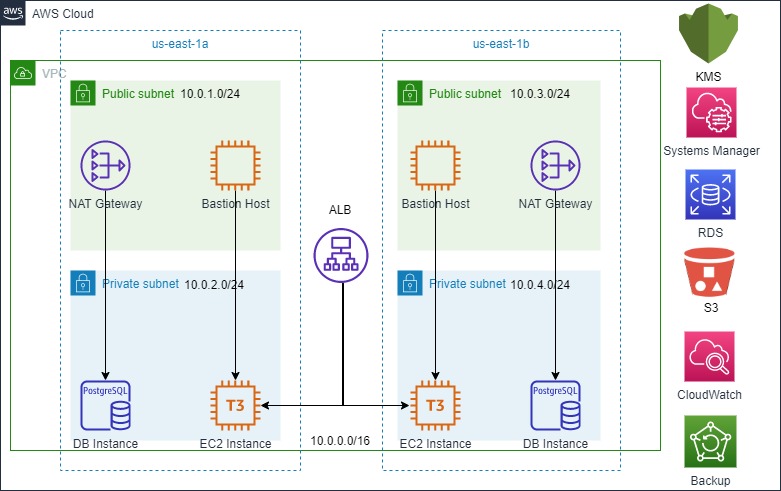 aws
AWS Cloud
us-east-1a
us-east-1b
VPC
Public subnet 10.0.1.0/24
Public subnet 10.0.3.0/24
KMS
NAT Gateway
Bastion Host
Bastion Host
NAT Gateway
Systems Manager
ALB
RDS
Private subnet 10.0.2.0/24
Private subnet 10.0.4.0/24
S3
PostgreSQL
T3
T3
PostgreSQL
CloudWatch
DB Instance
EC2 Instance
10.0.0.0/16
EC2 Instance
DB Instance
Backup